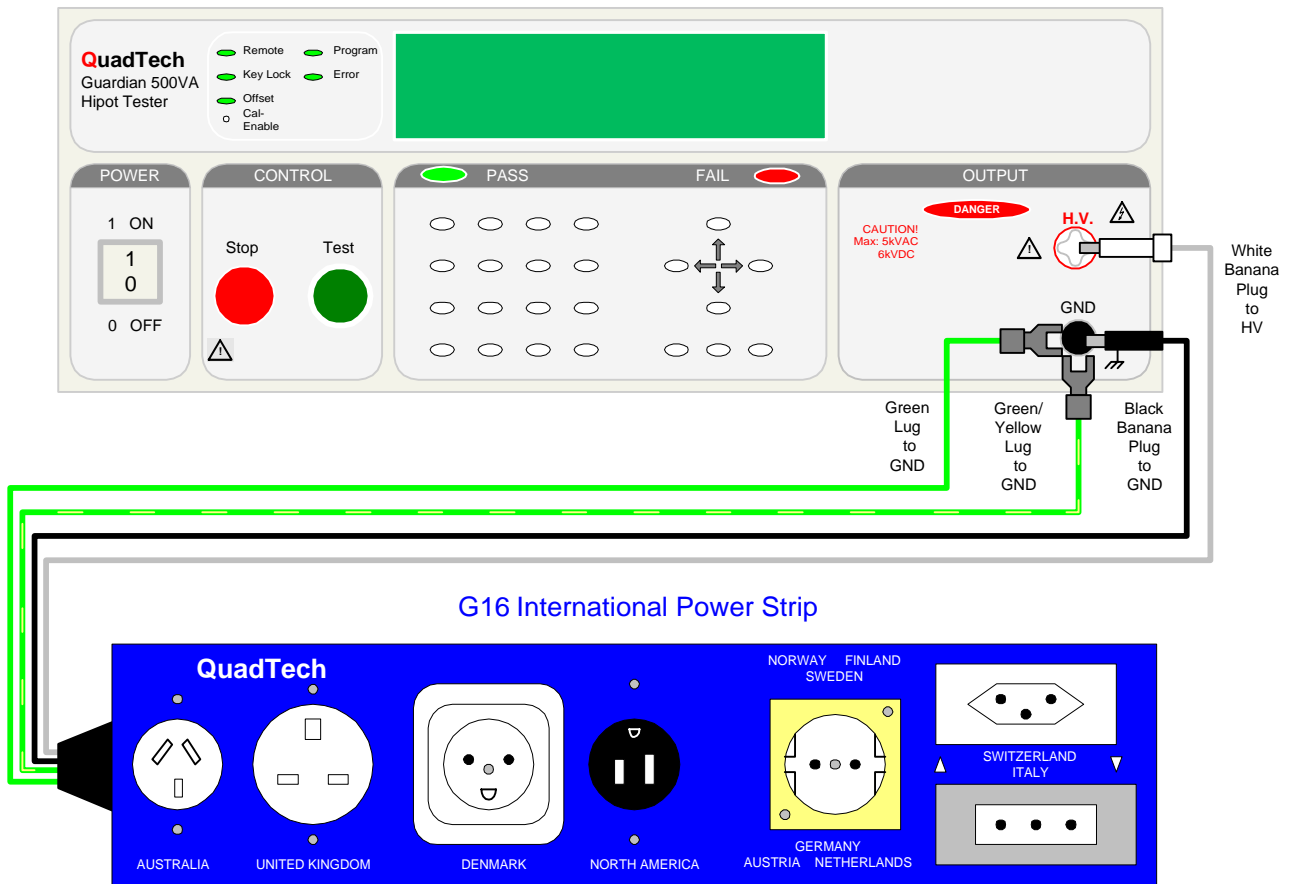 QuadTech
Guardian 500VA
Hipot Tester
Remote
Program
Key Lock
Error
Offset
Cal-
Enable
POWER
CONTROL
PASS
FAIL
OUTPUT
1 ON
1
0
0 OFF
Stop
Test
DANGER
CAUTION!
Max: 5kVAC
6kVDC
H.V.
GND
White
Banana
Plug
to
HV
Green
Lug
to
GND
Green/
Yellow
Lug
to
GND
Black
Banana
Plug
to
GND
G16 International Power Strip
QuadTech
NORWAY FINLAND
SWEDEN
SWITZERLAND
ITALY
AUSTRALIA
UNITED KINGDOM
DENMARK
NORTH AMERICA
GERMANY
AUSTRIA NETHERLANDS